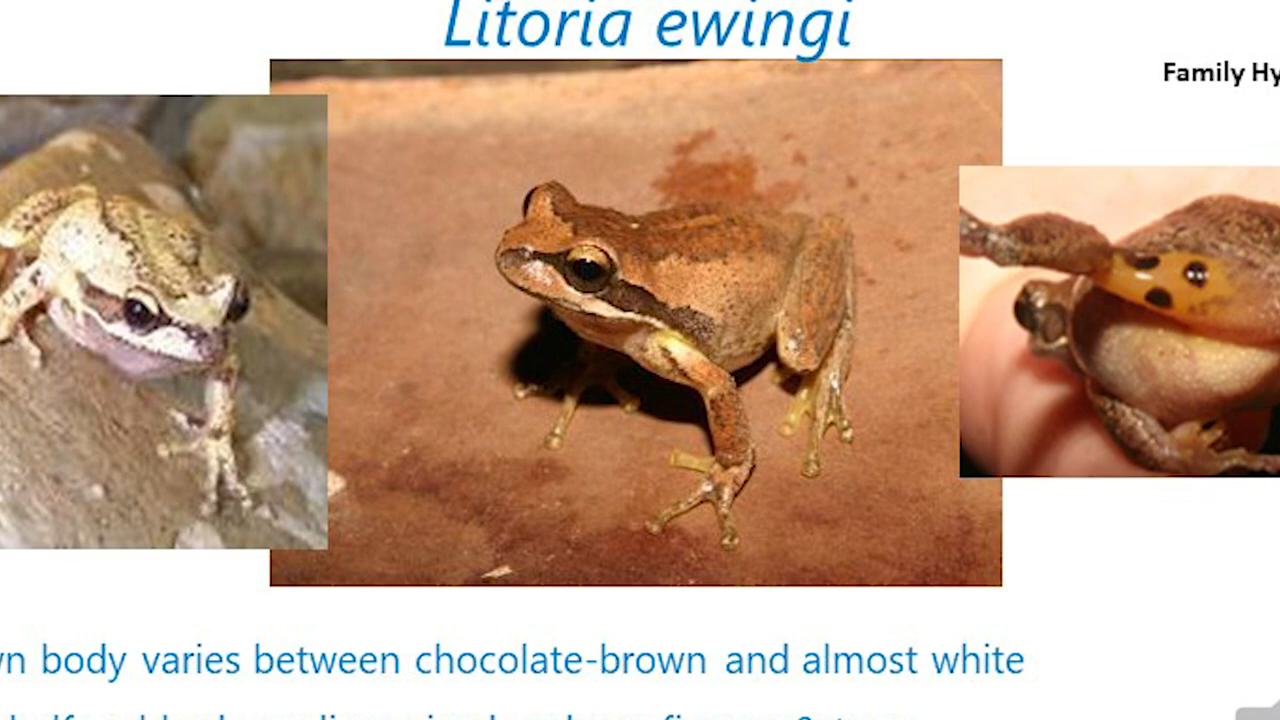 Litoria ewingi
Family Hy
wn body varies between chocolate-brown and almost white